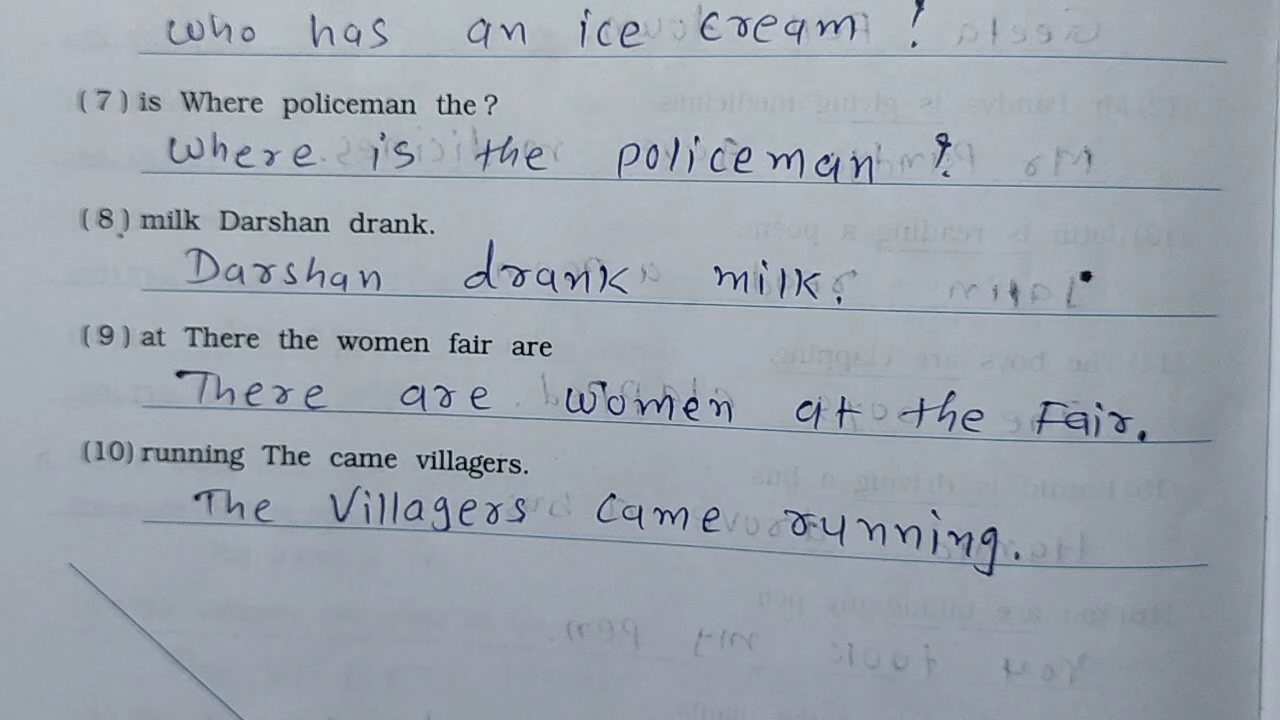 Who has an ice cream?
(7) is Where policeman the?
Where is the policeman?
(8) milk Darshan drank.
Darshan drank milk.
(9) at There the women fair are
There are women at the Fair.
(10) running The came villagers.
The Villagers came running.